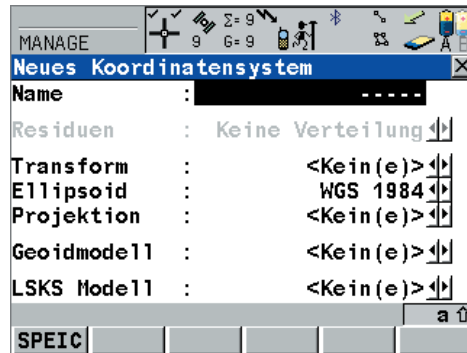 MANAGE 9 Σ= 9 G= 9 A B
Neues Koordinatensystem X
Name : -----
Residuen : Keine Verteilung
Transform : <Kein(e)>
Ellipsoid : WGS 1984
Projektion : <Kein(e)>
Geoidmodell : <Kein(e)>
LSKS Modell : <Kein(e)>
a
SPEIC